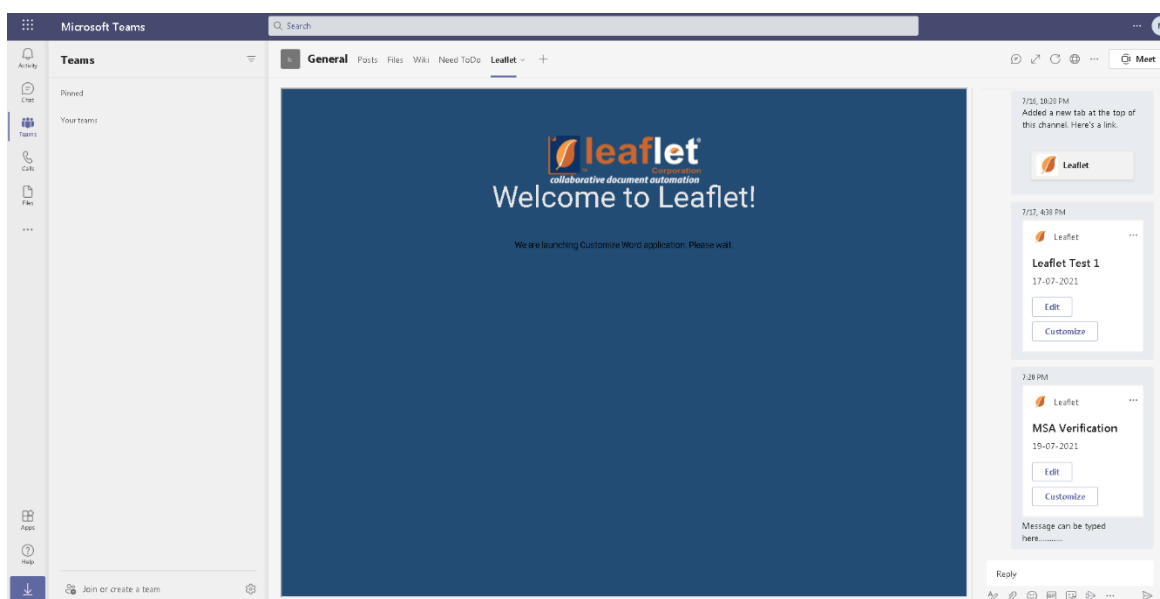 Microsoft Teams
Search
Activity
Chat
Teams
Calls
Files
Apps
Help
Teams
Pinned
Your teams
Join or create a team
General Posts Files Wiki Need ToDo Leaflet
Meet
leaflet
Corporation
collaborative document automation
Welcome to Leaflet!
We are launching Customize Word application. Please wait.
7/16, 10:20 PM
Added a new tab at the top of
this channel. Here's a link.
Leaflet
7/17, 4:38 PM
Leaflet
Leaflet Test 1
17-07-2021
Edit
Customize
7:20 PM
Leaflet
MSA Verification
19-07-2021
Edit
Customize
Message can be typed
here............
Reply